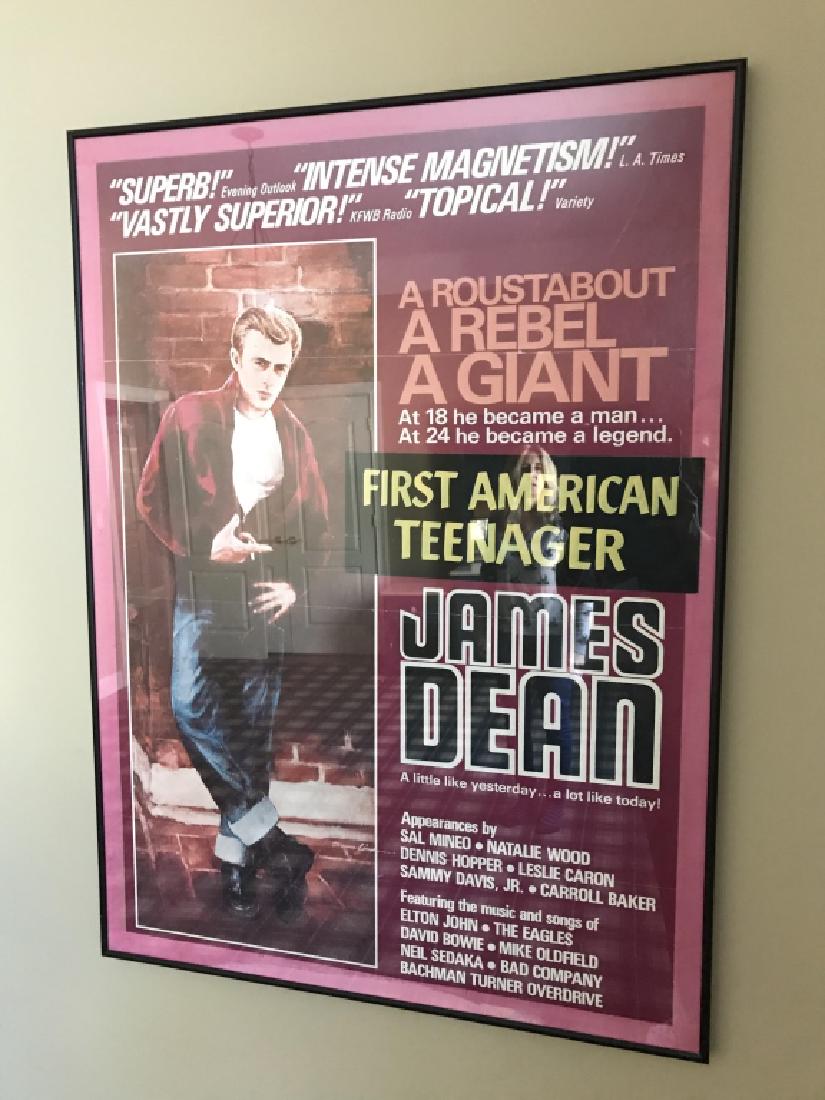 "SUPERB!" Evening Outlook "INTENSE MAGNETISM!" L. A. Times
"VASTLY SUPERIOR!" KFWB Radio "TOPICAL!" Variety
A ROUSTABOUT
A REBEL
A GIANT
At 18 he became a man...
At 24 he became a legend.
FIRST AMERICAN
TEENAGER
JAMES
DEAN
A little like yesterday...a lot like today!
Appearances by
SAL MINEO • NATALIE WOOD
DENNIS HOPPER • LESLIE CARON
SAMMY DAVIS, JR. • CARROLL BAKER
Featuring the music and songs of
ELTON JOHN • THE EAGLES
DAVID BOWIE • MIKE OLDFIELD
NEIL SEDAKA • BAD COMPANY
BACHMAN TURNER OVERDRIVE